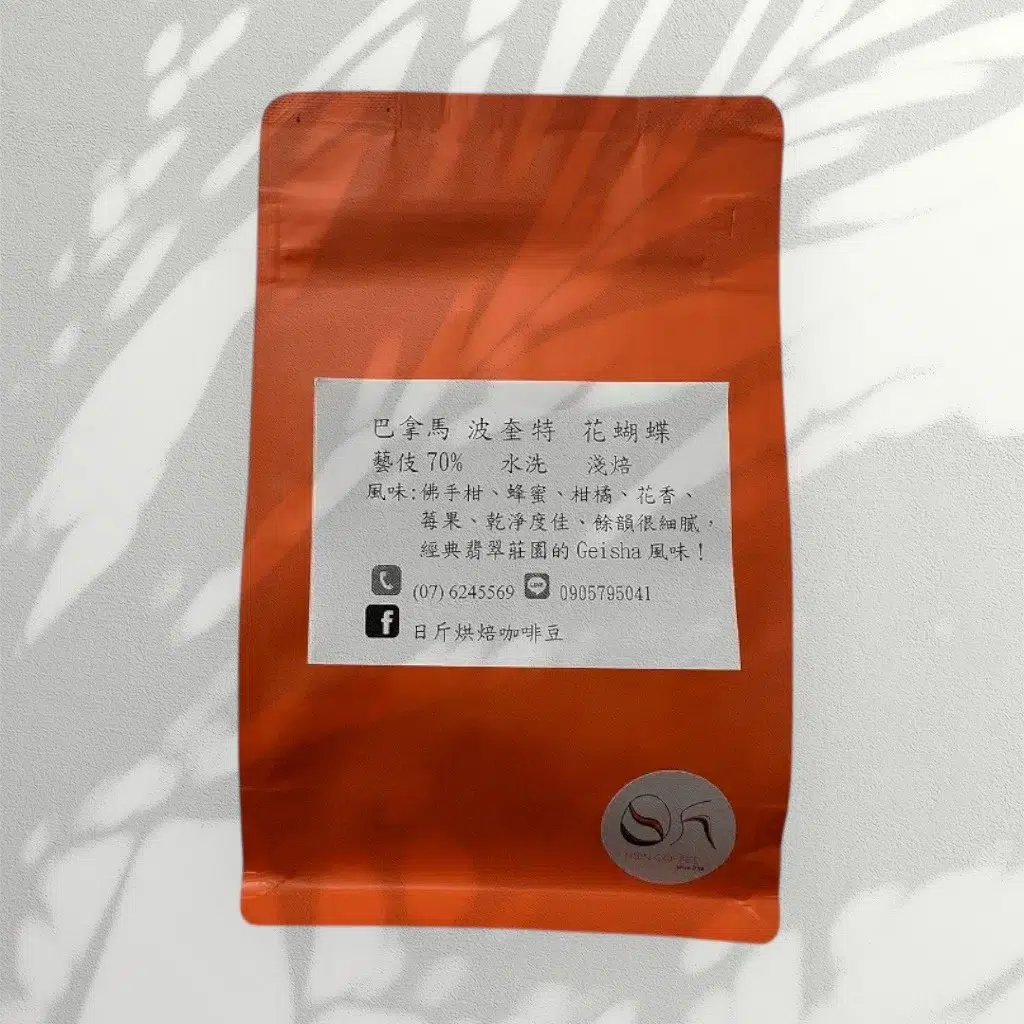 巴拿馬 波奎特 花蝴蝶
藝伎 70% 水洗 淺焙
風味:佛手柑、蜂蜜、柑橘、花香、
莓果、乾淨度佳、餘韻很細膩,
經典翡翠莊園的 Geisha 風味!
(07) 6245569 LINE 0905795041
f 日斤烘焙咖啡豆